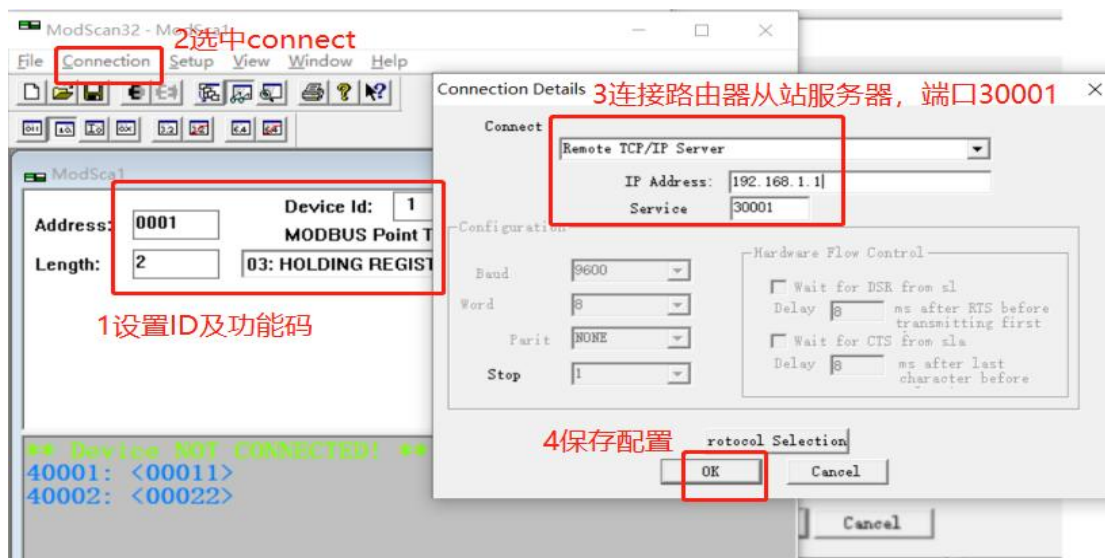 ModScan32 - ModSca1
2选中connect
File Connection Setup View Window Help
Connection Details
3连接路由器从站服务器，端口30001
Connect
Remote TCP/IP Server
IP Address: 192.168.1.1
Service 30001
ModSca1
Address: 0001
Device Id: 1
MODBUS Point T
Length: 2
03: HOLDING REGIST
1设置ID及功能码
Configuration
Baud 9600
Word 8
Parit NONE
Stop 1
Hardware Flow Control
Wait for DSR from sl
Delay 8 ms after RTS before
transmitting first
Wait for CTS from sla
Delay 8 ms after last
character before
4保存配置
rotocol Selection
OK Cancel
** Device NOT CONNECTED! **
40001: <00011>
40002: <00022>
Cancel